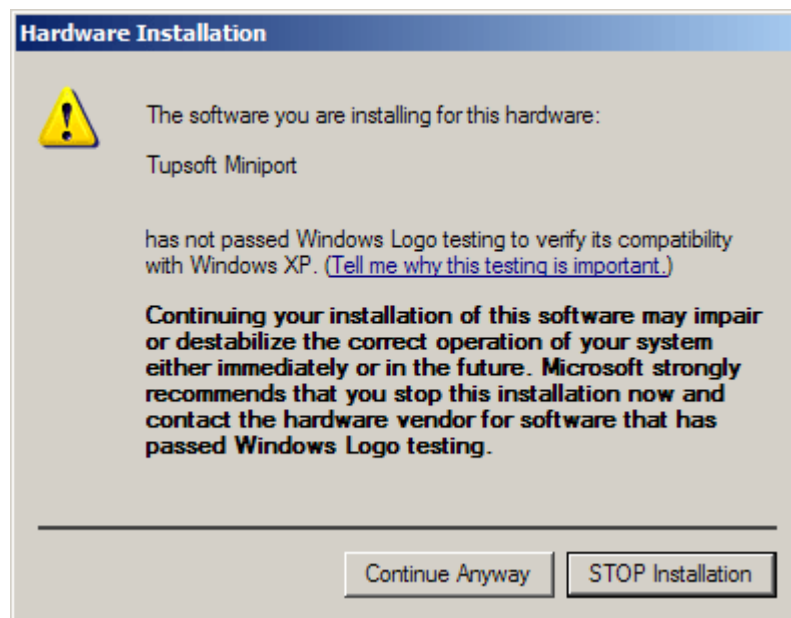 Hardware Installation
The software you are installing for this hardware:
Tupsoft Miniport
has not passed Windows Logo testing to verify its compatibility
with Windows XP. (Tell me why this testing is important.)
Continuing your installation of this software may impair
or destabilize the correct operation of your system
either immediately or in the future. Microsoft strongly
recommends that you stop this installation now and
contact the hardware vendor for software that has
passed Windows Logo testing.
Continue Anyway
STOP Installation